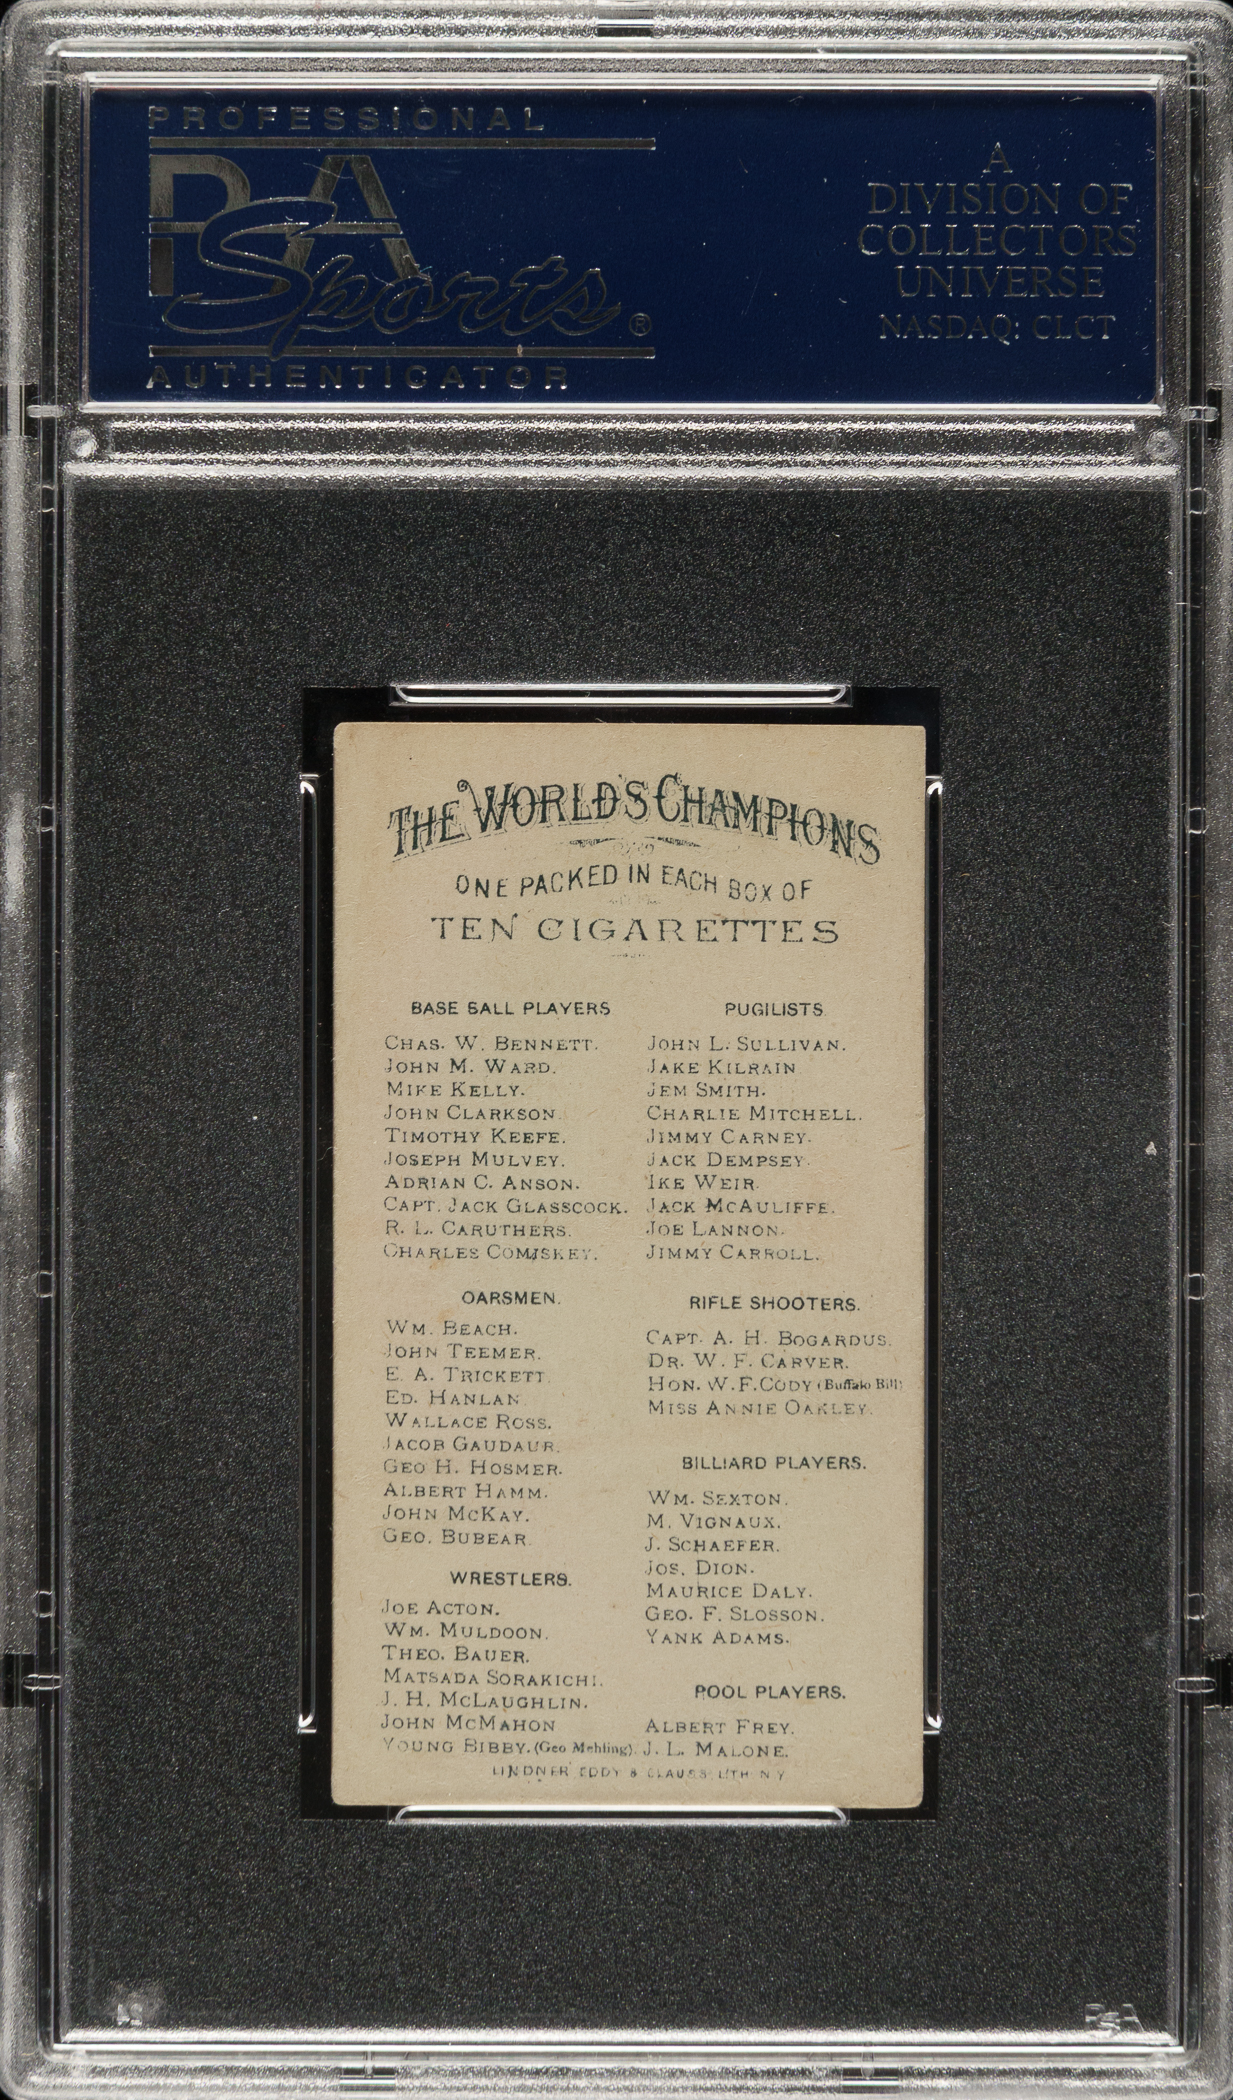 PROFESSIONAL
PSA
Sports®
AUTHENTICATOR
A
DIVISION OF
COLLECTORS
UNIVERSE
NASDAQ: CLCT
THE WORLD'S CHAMPIONS
ONE PACKED IN EACH BOX OF
TEN CIGARETTES
BASE BALL PLAYERS
CHAS. W. BENNETT.
JOHN M. WARD.
MIKE KELLY.
JOHN CLARKSON.
TIMOTHY KEEFE.
JOSEPH MULVEY.
ADRIAN C. ANSON.
CAPT. JACK GLASSCOCK.
R. L. CARUTHERS.
CHARLES COMISKEY.
OARSMEN.
WM. BEACH.
JOHN TEEMER.
E. A. TRICKETT
ED. HANLAN
WALLACE ROSS.
JACOB GAUDAUR.
GEO H. HOSMER.
ALBERT HAMM.
JOHN MCKAY.
GEO. BUBEAR
WRESTLERS.
JOE ACTON.
WM. MULDOON.
THEO. BAUER.
MATSADA SORAKICHI.
J. H. MCLAUGHLIN.
JOHN MCMAHON
YOUNG BIBBY. (Geo Mehling)
PUGILISTS
JOHN L. SULLIVAN.
JAKE KILRAIN
JEM SMITH.
CHARLIE MITCHELL.
JIMMY CARNEY.
JACK DEMPSEY.
IKE WEIR.
JACK MCAULIFFE.
JOE LANNON.
JIMMY CARROLL.
RIFLE SHOOTERS.
CAPT. A. H. BOGARDUS.
DR. W. F. CARVER.
HON. W.F. CODY (Buffalo Bill)
MISS ANNIE OAKLEY.
BILLIARD PLAYERS.
WM. SEXTON.
M. VIGNAUX.
J. SCHAEFER.
JOS. DION.
MAURICE DALY.
GEO. F. SLOSSON.
YANK ADAMS.
POOL PLAYERS.
ALBERT FREY.
J. L. MALONE.
LINDNER EDDY & CLAUSS, LITH. N Y
PSA